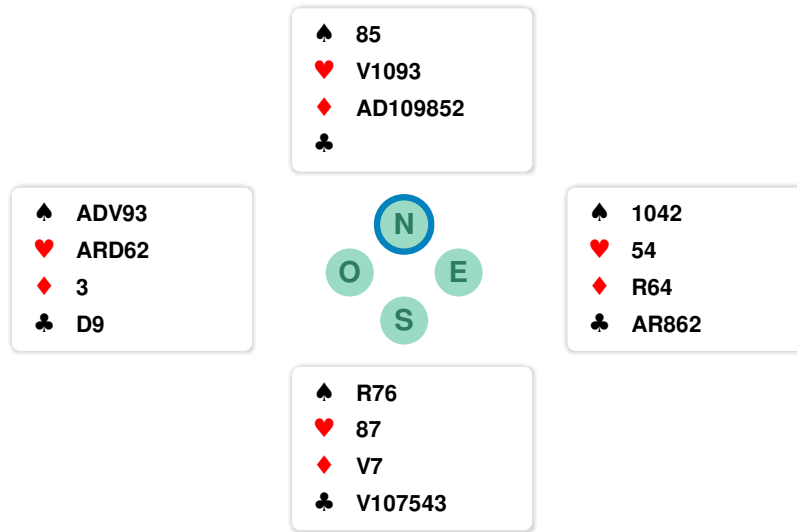 ♠ 85
♥ V1093
♦ AD109852
♣
♠ ADV93
♥ ARD62
♦ 3
♣ D9
N
O E
S
♠ 1042
♥ 54
♦ R64
♣ AR862
♠ R76
♥ 87
♦ V7
♣ V107543